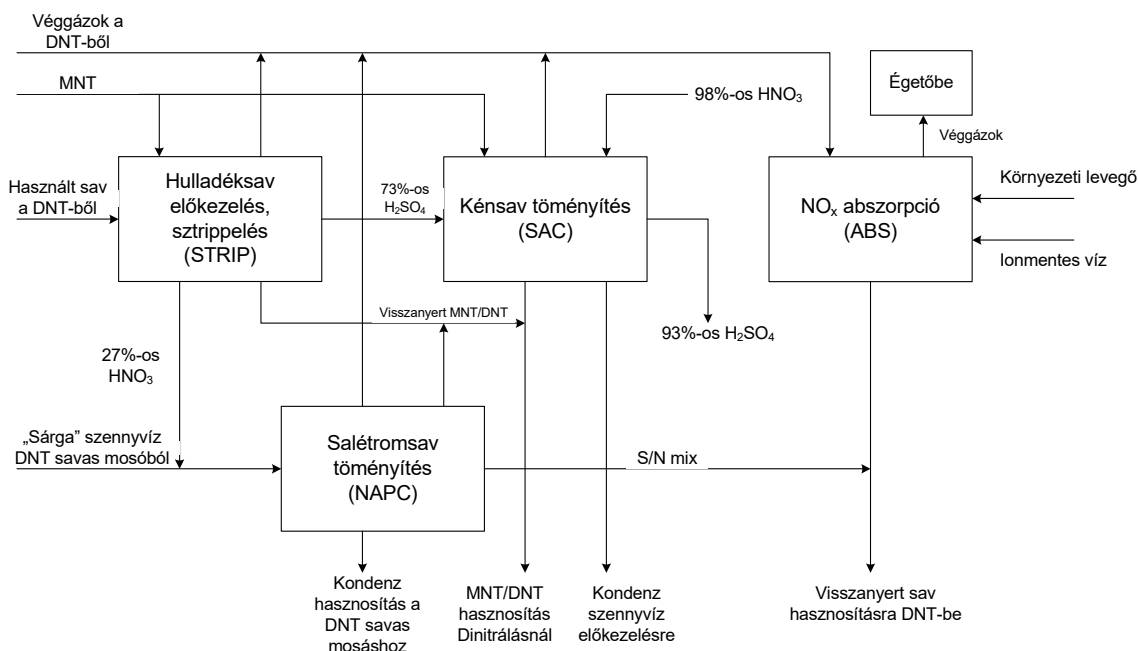 Véggázok a
DNT-ből
MNT
98%-os HNO₃
Égetőbe
Véggázok
Használt sav
a DNT-ből
Hulladéksav
előkezelés,
sztrippelés
(STRIP)
73%-os
H₂SO₄
Kénsav töményítés
(SAC)
NOₓ abszorpció
(ABS)
Környezeti levegő
Ionmentes víz
Visszanyert MNT/DNT
93%-os H₂SO₄
27%-os
HNO₃
„Sárga” szennyvíz
DNT savas mosóból
Salétromsav
töményítés
(NAPC)
S/N mix
Kondenz
hasznosítás a
DNT savas
mosáshoz
MNT/DNT
hasznosítás
Dinitrálásnál
Kondenz
szennyvíz
előkezelésre
Visszanyert sav
hasznosításra DNT-be